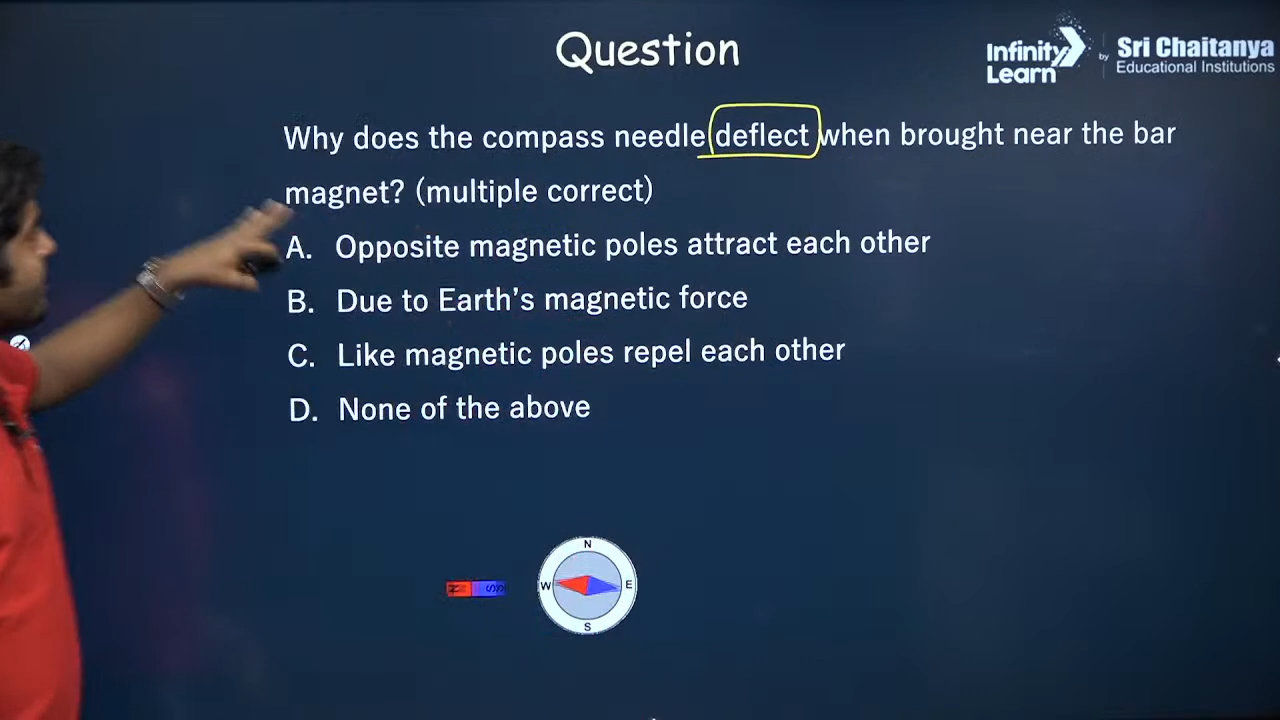 Question
Infinity
Learn
by
Sri Chaitanya
Educational Institutions
Why does the compass needle deflect when brought near the bar
magnet? (multiple correct)
A. Opposite magnetic poles attract each other
B. Due to Earth's magnetic force
C. Like magnetic poles repel each other
D. None of the above
N
W E
S
N S